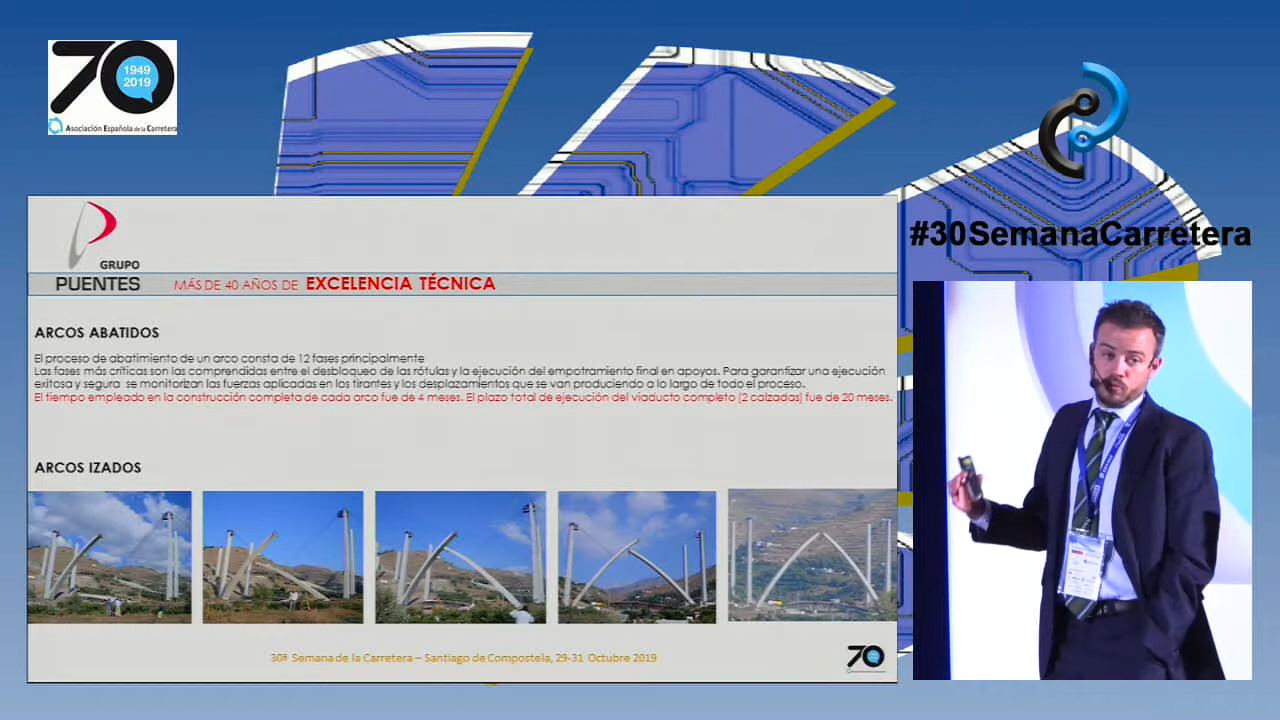 70
1949
2019
Asociación Española de la Carretera
#30SemanaCarretera
GRUPO
PUENTES
MÁS DE 40 AÑOS DE EXCELENCIA TÉCNICA
ARCOS ABATIDOS
El proceso de abatimiento de un arco consta de 12 fases principalmente
Las fases más críticas son las comprendidas entre el desbloqueo de las rótulas y la ejecución del empotramiento final en apoyos. Para garantizar una ejecución
exitosa y segura se monitorizan las fuerzas aplicadas en los tirantes y los desplazamientos que se van produciendo a lo largo de todo el proceso.
El tiempo empleado en la construcción completa de cada arco fue de 4 meses. El plazo total de ejecución del viaducto completo (2 calzadas) fue de 20 meses.
ARCOS IZADOS
30ª Semana de la Carretera – Santiago de Compostela, 29-31 Octubre 2019
70